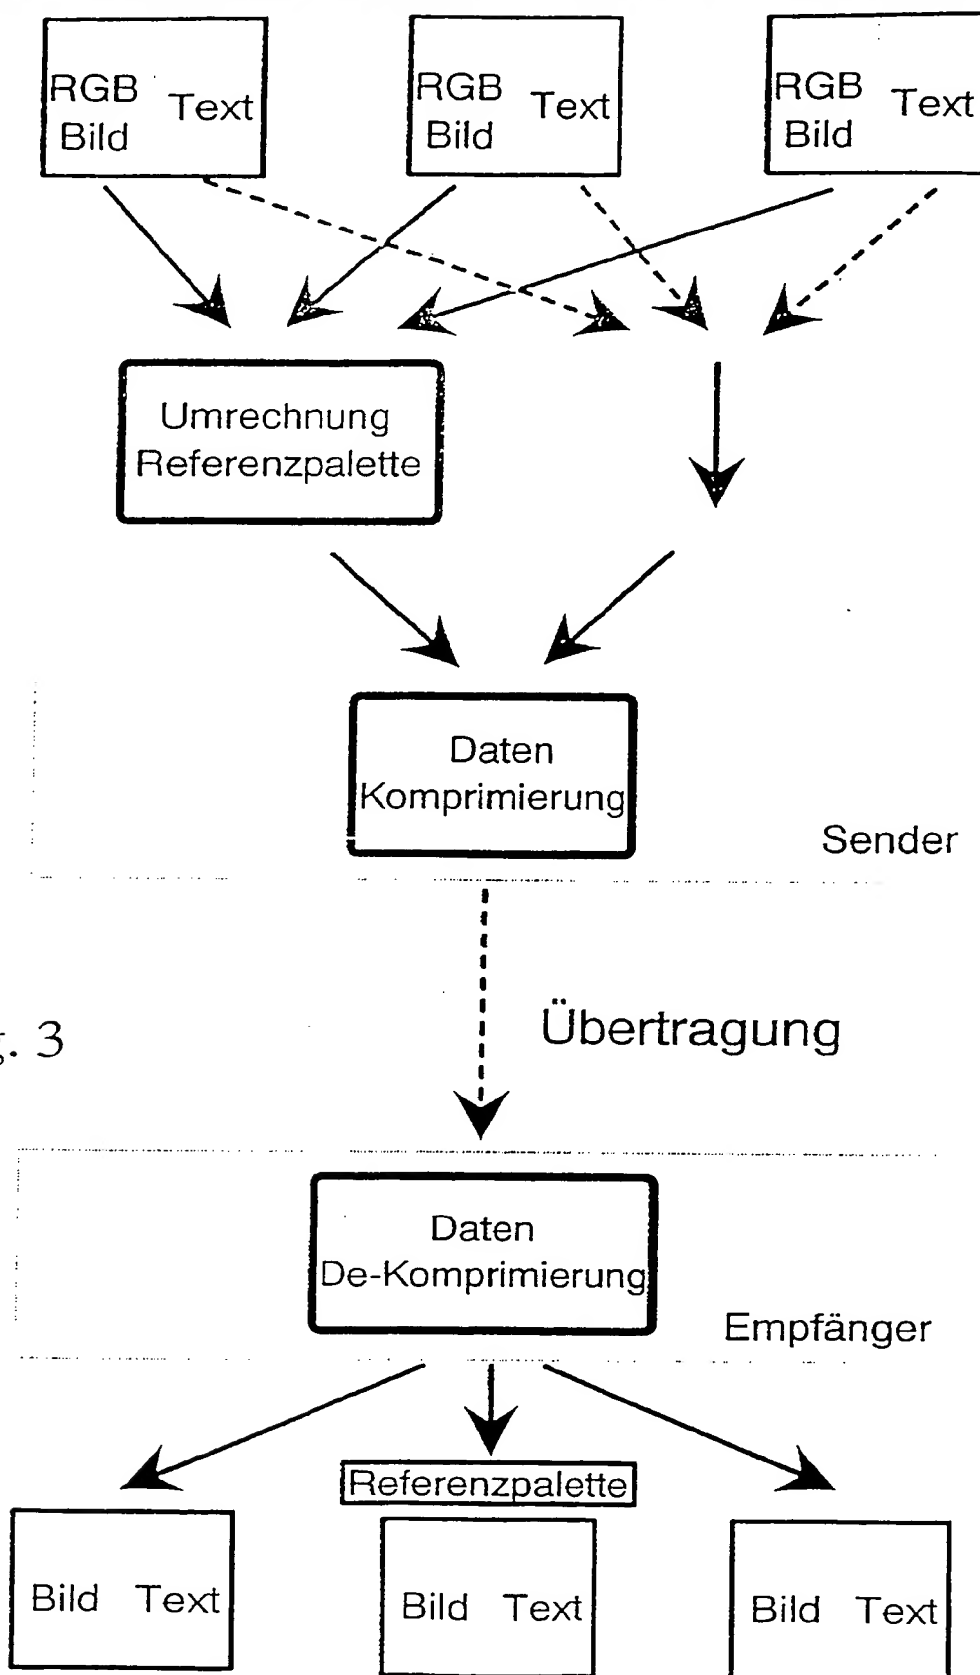 RGB Bild Text
RGB Bild Text
RGB Bild Text
Umrechnung
Referenzpalette
Daten
Komprimierung
Sender
Übertragung
. 3
Daten
De-Komprimierung
Empfänger
Referenzpalette
Bild Text
Bild Text
Bild Text